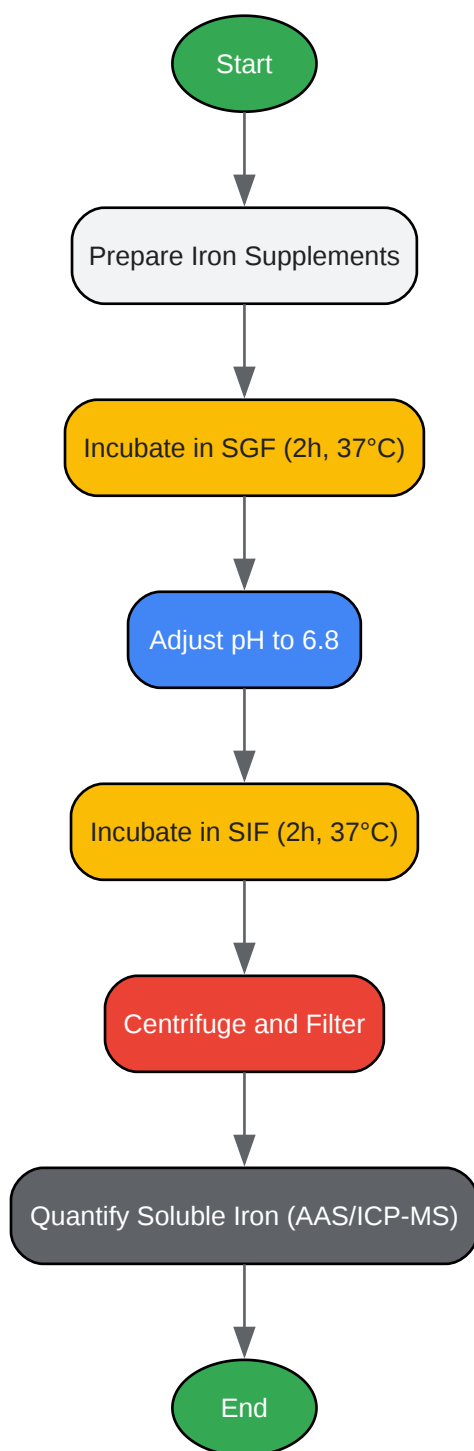 Start
Prepare Iron Supplements
Incubate in SGF (2h, 37°C)
Adjust pH to 6.8
Incubate in SIF (2h, 37°C)
Centrifuge and Filter
Quantify Soluble Iron (AAS/ICP-MS)
End